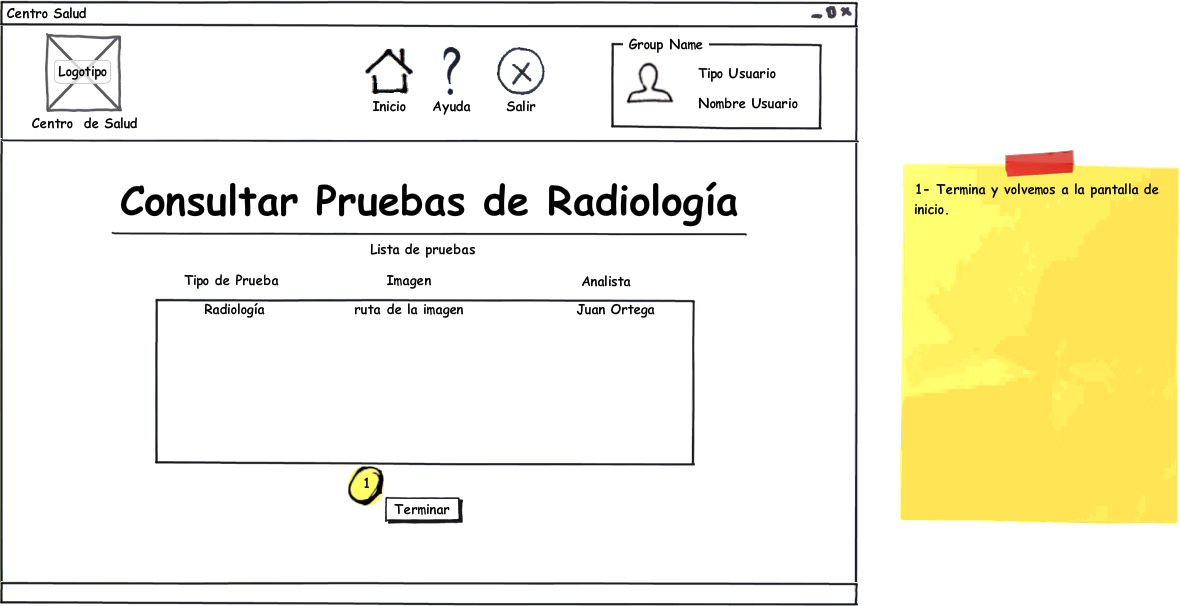 Centro Salud
Logotipo
Centro de Salud
Inicio
Ayuda
Salir
Group Name
Tipo Usuario
Nombre Usuario
Consultar Pruebas de Radiología
Lista de pruebas
Tipo de Prueba Imagen Analista
Radiología ruta de la imagen Juan Ortega
1
Terminar
1- Termina y volvemos a la pantalla de
inicio.